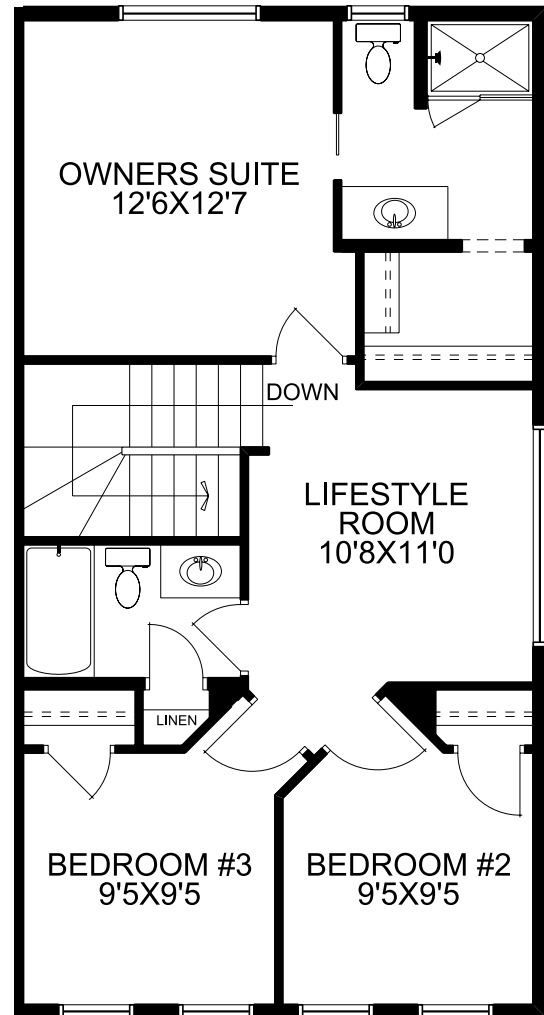 OWNERS SUITE
12'6X12'7
DOWN
LIFESTYLE
ROOM
10'8X11'0
LINEN
BEDROOM #3
9'5X9'5
BEDROOM #2
9'5X9'5